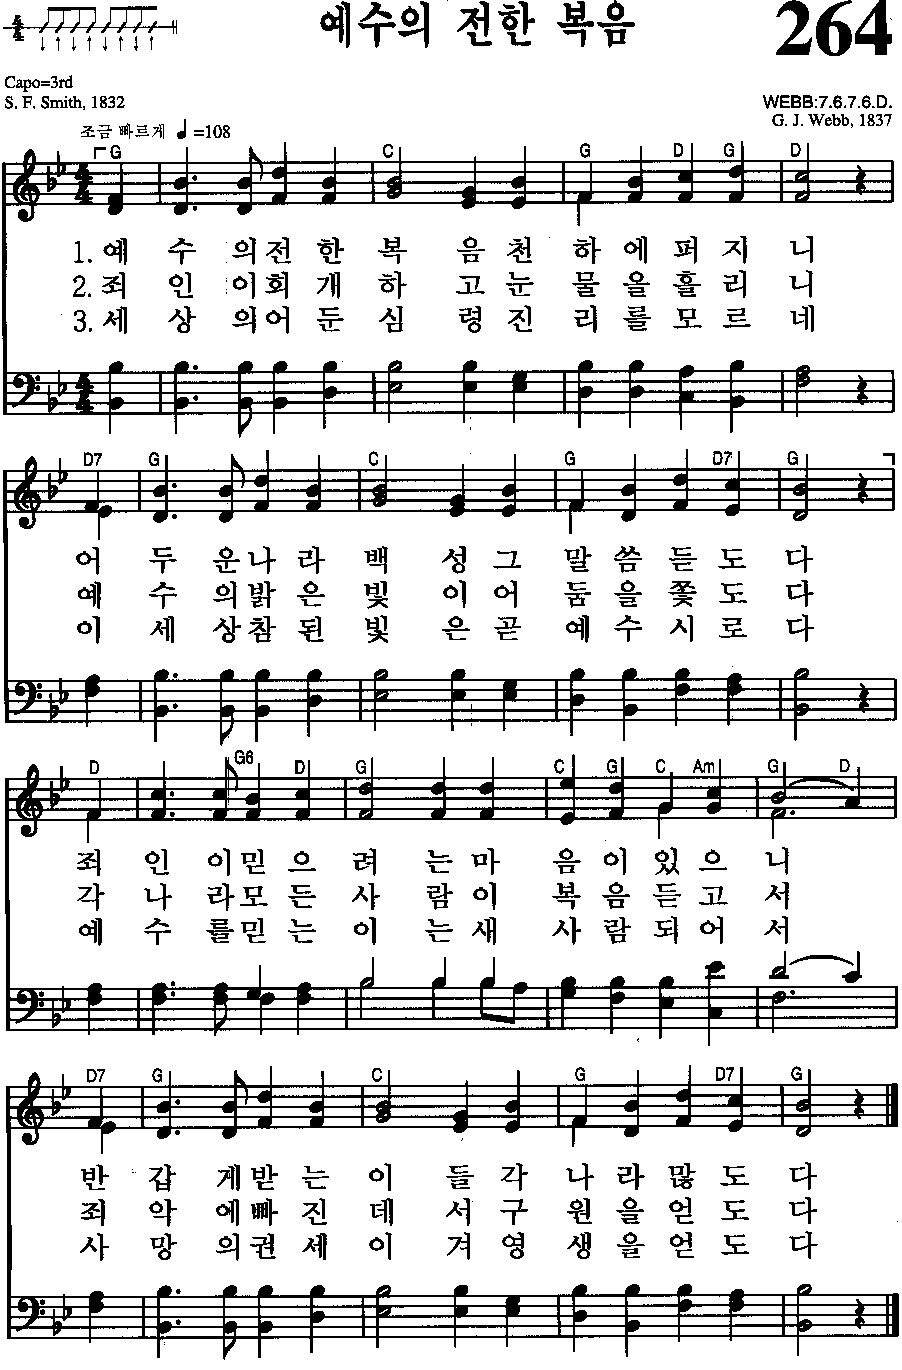 예수의 전한 복음 264
Capo=3rd
S. F. Smith, 1832
WEBB:7.6.7.6.D.
G. J. Webb, 1837
조금 빠르게 ♩=108
4/4
G C G D G D
1. 예 수 의 전 한 복 음 천 하 에 퍼 지 니
2. 죄 인 이 회 개 하 고 눈 물 을 흘 리 니
3. 세 상 의 어 둔 심 령 진 리 를 모 르 네
D7 G C G D7 G
어 두 운 나 라 백 성 그 말 씀 듣 도 다
예 수 의 밝 은 빛 이 어 둠 을 쫓 도 다
이 세 상 참 된 빛 은 곧 예 수 시 로 다
D G6 D G C G C Am G D
죄 인 이 믿 으 려 는 마 음 이 있 으 니
각 나 라 모 든 사 람 이 복 음 듣 고 서
예 수 를 믿 는 이 는 새 사 람 되 어 서
D7 G C G D7 G
반 갑 게 받 는 이 들 각 나 라 많 도 다
죄 악 에 빠 진 데 서 구 원 을 얻 도 다
사 망 의 권 세 이 겨 영 생 을 얻 도 다